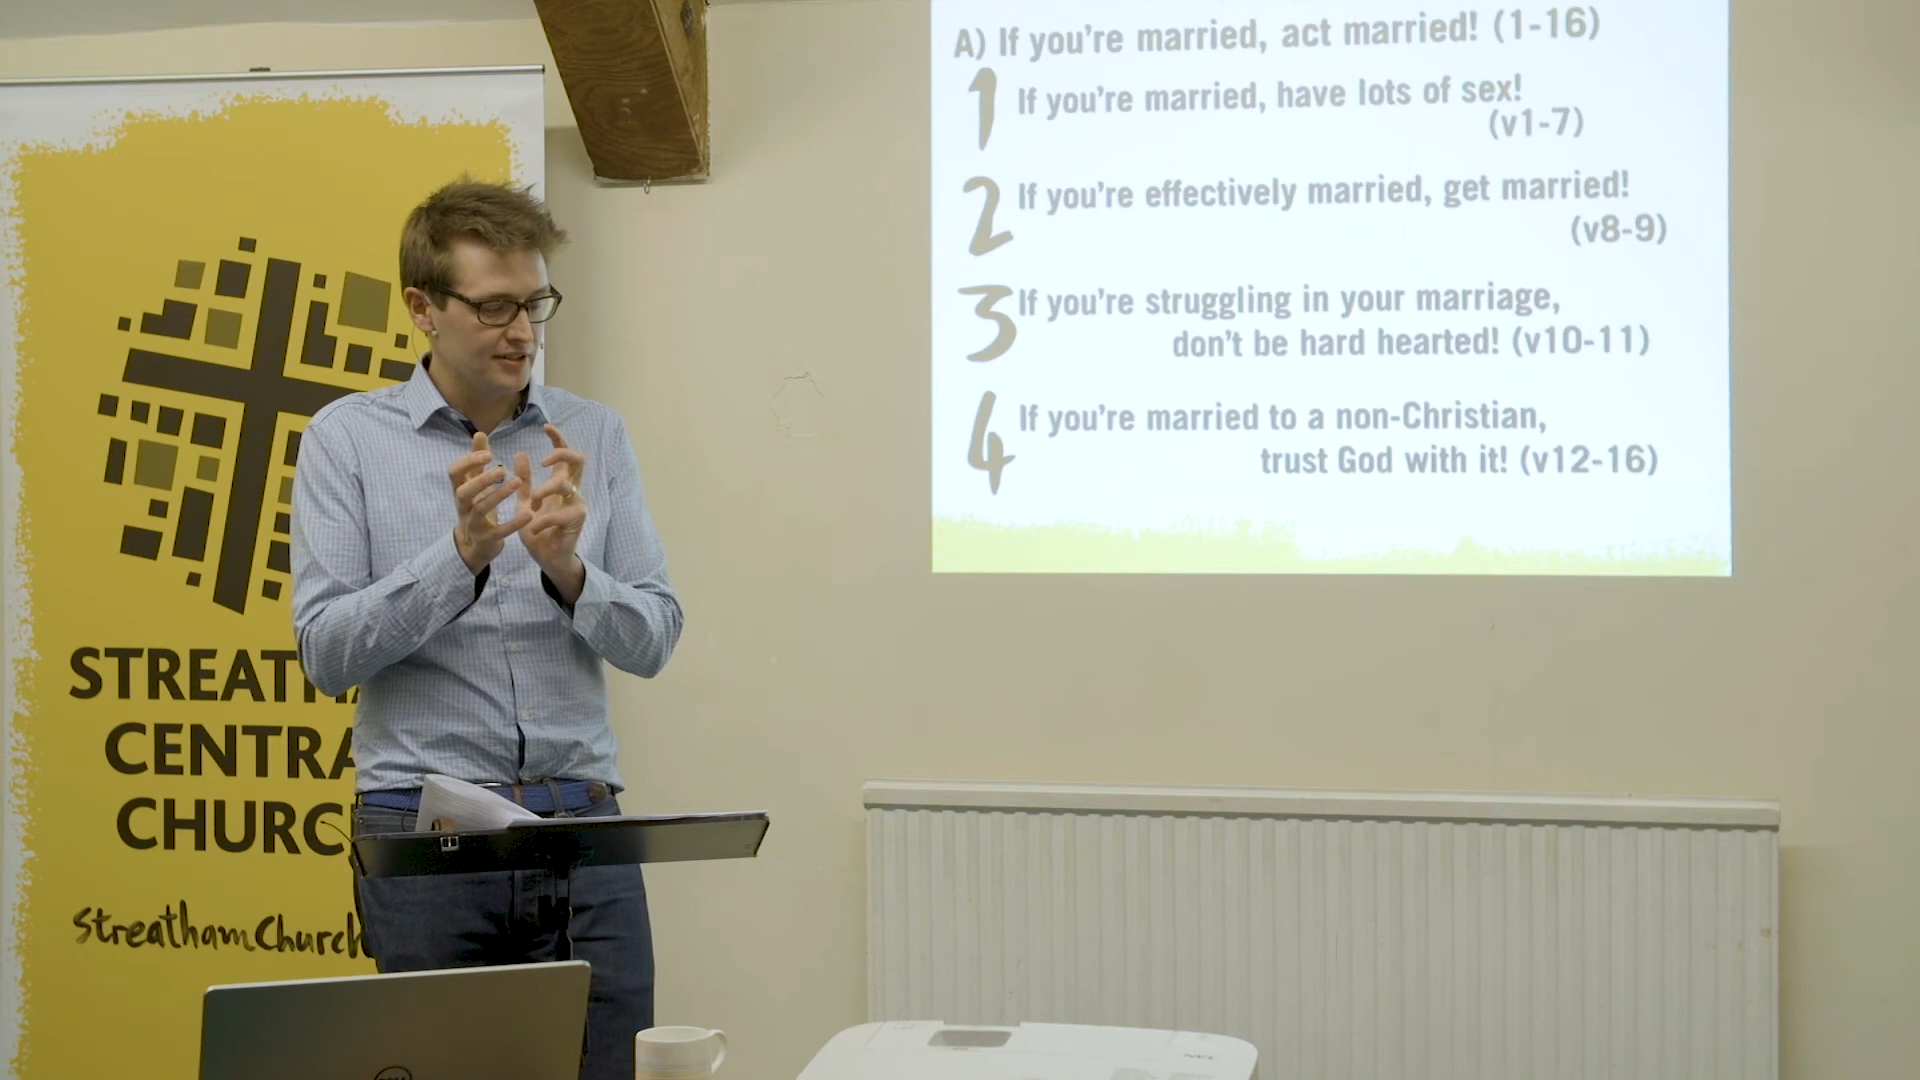 A) If you're married, act married! (1-16)
1 If you're married, have lots of sex!
(v1-7)
2 If you're effectively married, get married!
(v8-9)
3 If you're struggling in your marriage,
don't be hard hearted! (v10-11)
4 If you're married to a non-Christian,
trust God with it! (v12-16)
STREATHA
CENTRA
CHURC
streathamChurch
DELL
NEC